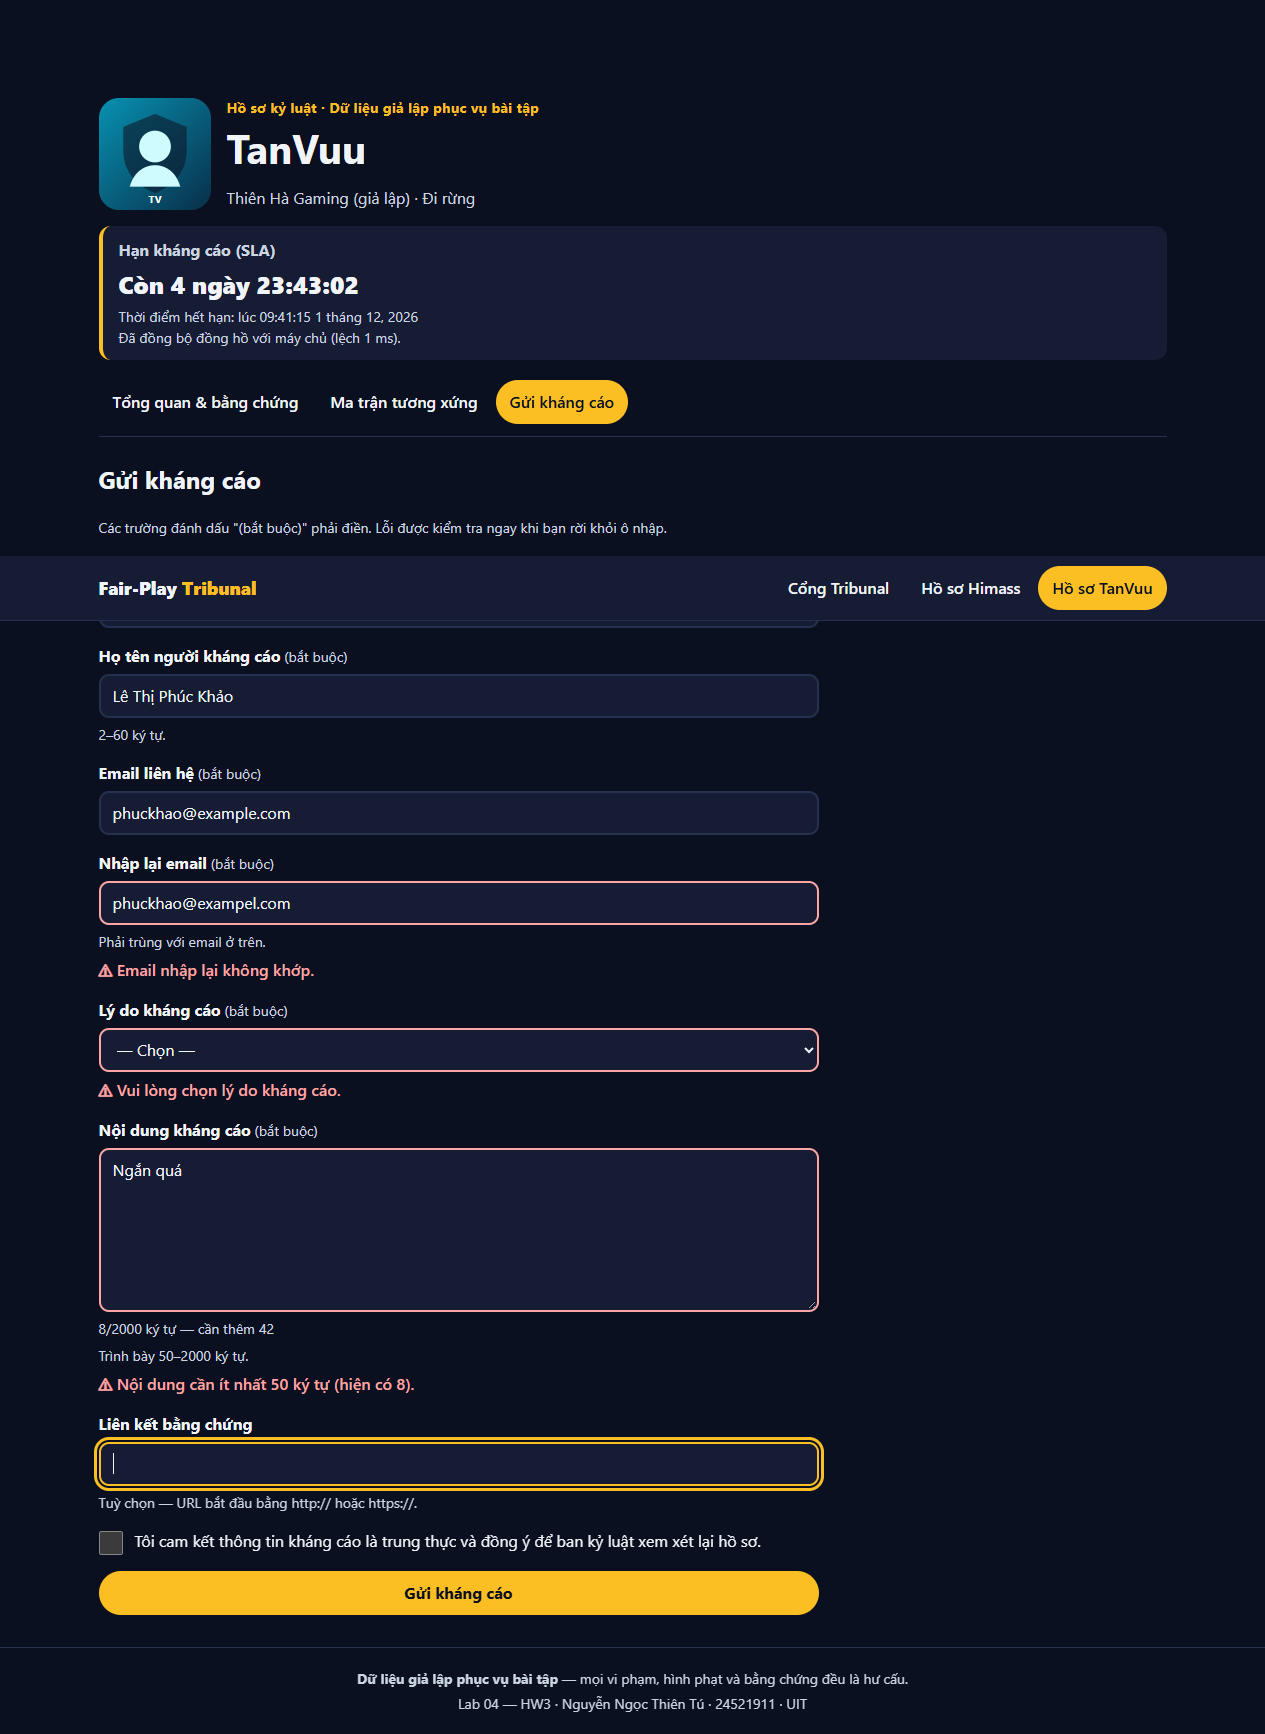 Hồ sơ kỷ luật · Dữ liệu giả lập phục vụ bài tập
TanVuu
TV
Thiên Hà Gaming (giả lập) · Đi rừng
Hạn kháng cáo (SLA)
Còn 4 ngày 23:43:02
Thời điểm hết hạn: lúc 09:41:15 1 tháng 12, 2026
Đã đồng bộ đồng hồ với máy chủ (lệch 1 ms).
Tổng quan & bằng chứng Ma trận tương xứng Gửi kháng cáo
Gửi kháng cáo
Các trường đánh dấu "(bắt buộc)" phải điền. Lỗi được kiểm tra ngay khi bạn rời khỏi ô nhập.
Fair-Play Tribunal Cổng Tribunal Hồ sơ Himass Hồ sơ TanVuu
Họ tên người kháng cáo (bắt buộc)
Lê Thị Phúc Khảo
2–60 ký tự.
Email liên hệ (bắt buộc)
phuckhao@example.com
Nhập lại email (bắt buộc)
phuckhao@exampel.com
Phải trùng với email ở trên.
⚠ Email nhập lại không khớp.
Lý do kháng cáo (bắt buộc)
— Chọn —
⚠ Vui lòng chọn lý do kháng cáo.
Nội dung kháng cáo (bắt buộc)
Ngắn quá
8/2000 ký tự — cần thêm 42
Trình bày 50–2000 ký tự.
⚠ Nội dung cần ít nhất 50 ký tự (hiện có 8).
Liên kết bằng chứng
Tuỳ chọn — URL bắt đầu bằng http:// hoặc https://.
Tôi cam kết thông tin kháng cáo là trung thực và đồng ý để ban kỷ luật xem xét lại hồ sơ.
Gửi kháng cáo
Dữ liệu giả lập phục vụ bài tập — mọi vi phạm, hình phạt và bằng chứng đều là hư cấu.
Lab 04 — HW3 · Nguyễn Ngọc Thiên Tú · 24521911 · UIT